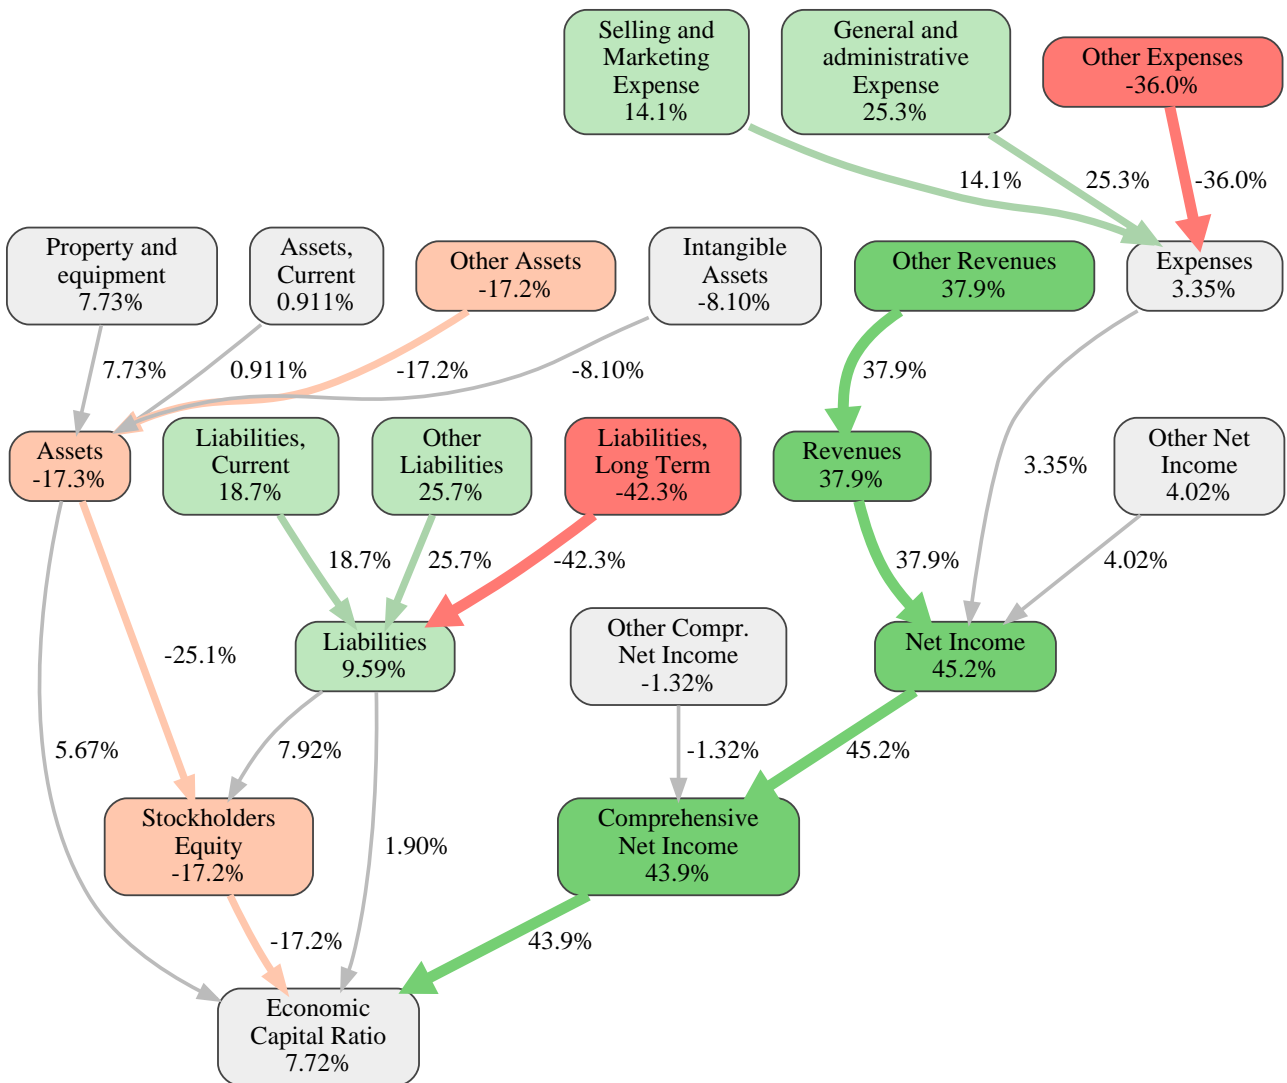 Selling and
Marketing
Expense
14.1%
General and
administrative
Expense
25.3%
Other Expenses
-36.0%
14.1%
25.3%
-36.0%
Property and
equipment
7.73%
Assets,
Current
0.911%
Other Assets
-17.2%
Intangible
Assets
-8.10%
Other Revenues
37.9%
Expenses
3.35%
7.73%
0.911%
-17.2%
-8.10%
37.9%
Assets
-17.3%
Liabilities,
Current
18.7%
Other
Liabilities
25.7%
Liabilities,
Long Term
-42.3%
Revenues
37.9%
3.35%
Other Net
Income
4.02%
18.7%
25.7%
-42.3%
37.9%
4.02%
-25.1%
Liabilities
9.59%
Other Compr.
Net Income
-1.32%
Net Income
45.2%
5.67%
7.92%
-1.32%
45.2%
Stockholders
Equity
-17.2%
1.90%
Comprehensive
Net Income
43.9%
-17.2%
43.9%
Economic
Capital Ratio
7.72%